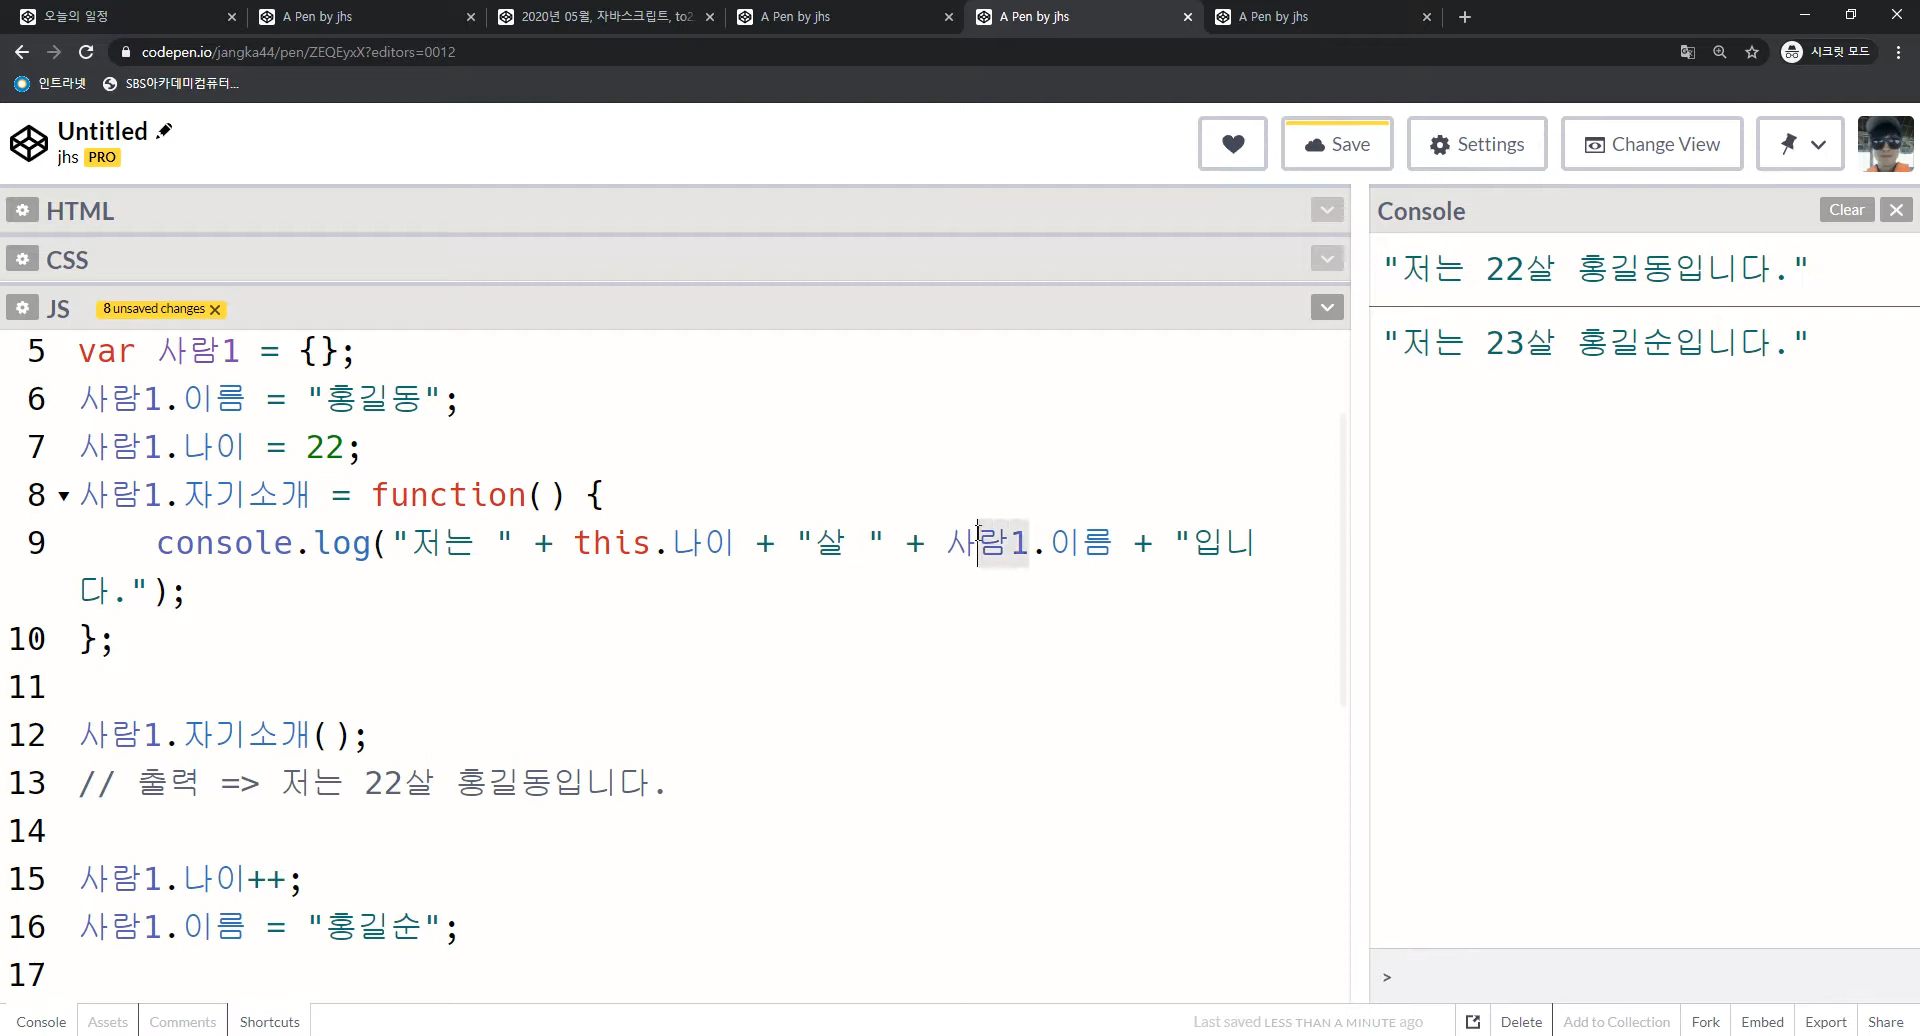 오늘의 일정
A Pen by jhs
2020년 05월, 자바스크립트, to2
A Pen by jhs
A Pen by jhs
A Pen by jhs
codepen.io/jangka44/pen/ZEQEyxX?editors=0012
시크릿 모드
인트라넷
SBS아카데미컴퓨터...
Untitled
jhs PRO
Save
Settings
Change View
HTML
CSS
JS
8 unsaved changes
5 var 사람1 = {};
6 사람1.이름 = "홍길동";
7 사람1.나이 = 22;
8 사람1.자기소개 = function() {
9 console.log("저는 " + this.나이 + "살 " + 사람1.이름 + "입니
다.");
10 };
11
12 사람1.자기소개();
13 // 출력 => 저는 22살 홍길동입니다.
14
15 사람1.나이++;
16 사람1.이름 = "홍길순";
17
Console
Clear
"저는 22살 홍길동입니다."
"저는 23살 홍길순입니다."
>
Console
Assets
Comments
Shortcuts
Last saved LESS THAN A MINUTE ago
Delete
Add to Collection
Fork
Embed
Export
Share